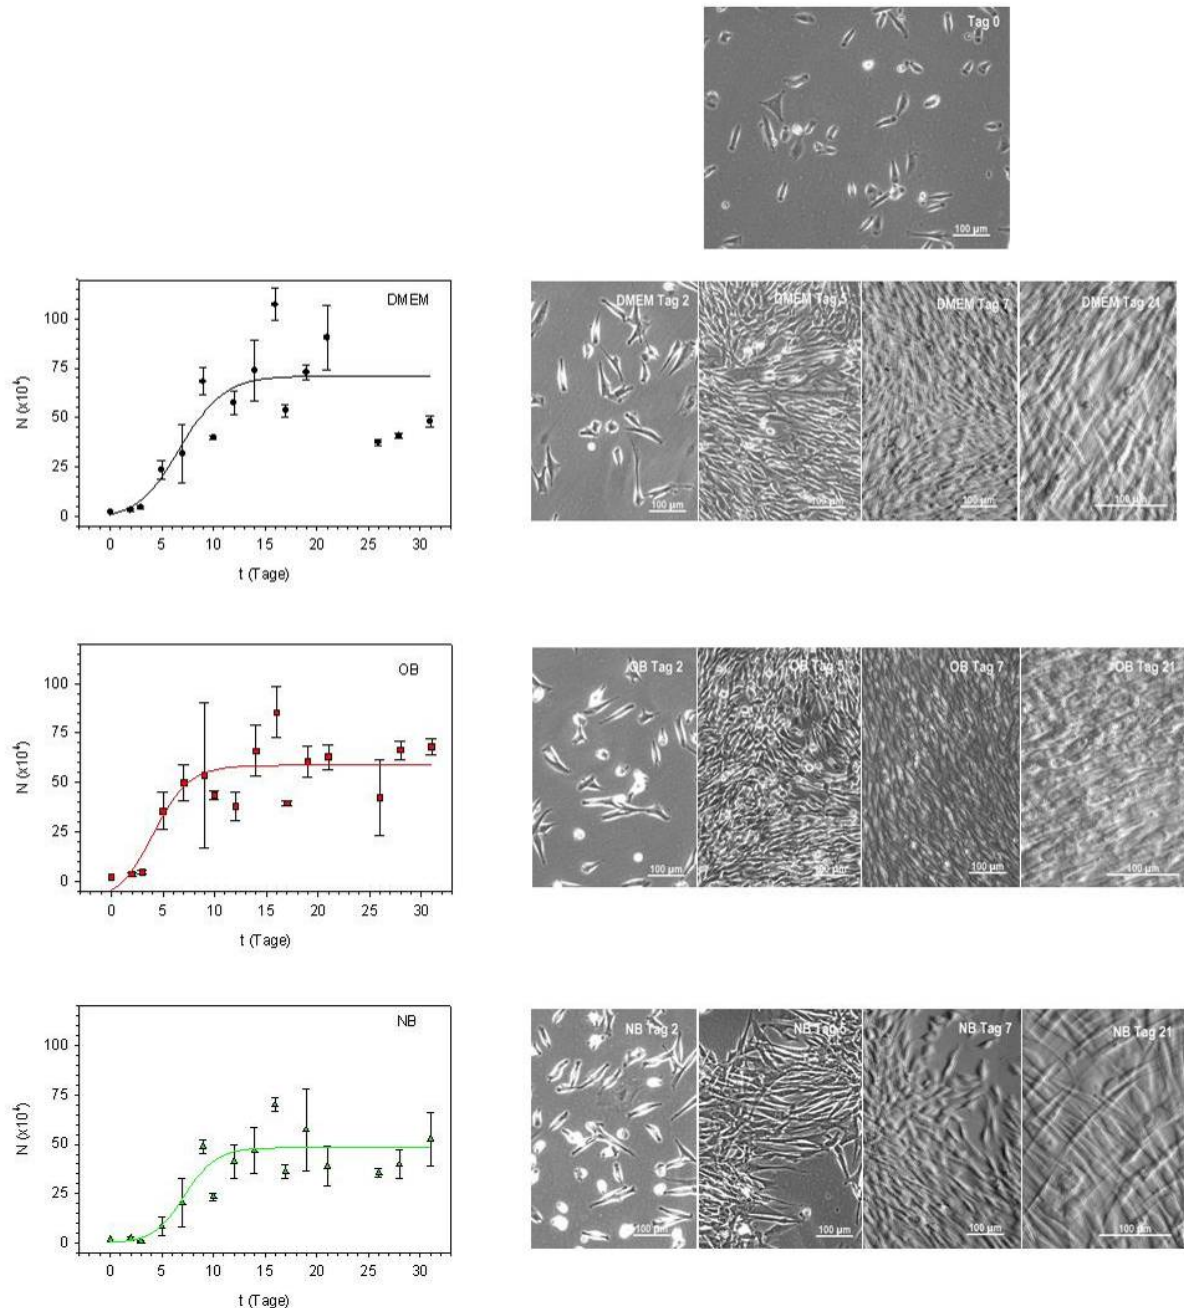 Tag 0
100 µm
DMEM
100
75
50
25
0
N (x10⁴)
0 5 10 15 20 25 30
t (Tage)
DMEM Tag 2
100 µm
DMEM Tag 5
100 µm
DMEM Tag 7
100 µm
DMEM Tag 21
100 µm
OB
100
75
50
25
0
N (x10⁴)
0 5 10 15 20 25 30
t (Tage)
OB Tag 2
100 µm
OB Tag 5
100 µm
OB Tag 7
100 µm
OB Tag 21
100 µm
NB
100
75
50
25
0
N (x10⁴)
0 5 10 15 20 25 30
t (Tage)
NB Tag 2
100 µm
NB Tag 5
100 µm
NB Tag 7
100 µm
NB Tag 21
100 µm